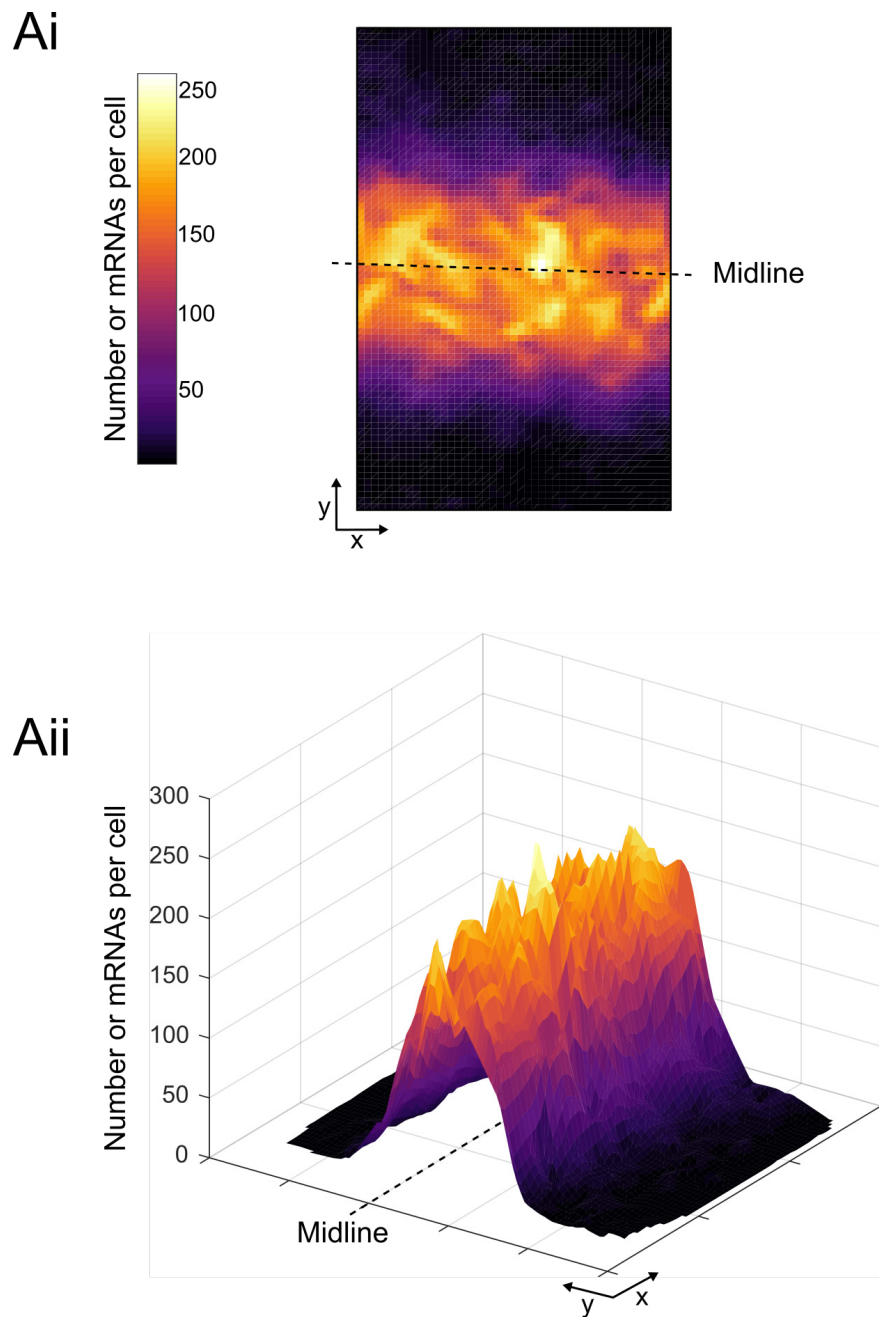 Ai
Number or mRNAs per cell
250
200
150
100
50
Midline
y
x
Aii
Number or mRNAs per cell
300
250
200
150
100
50
0
Midline
y
x